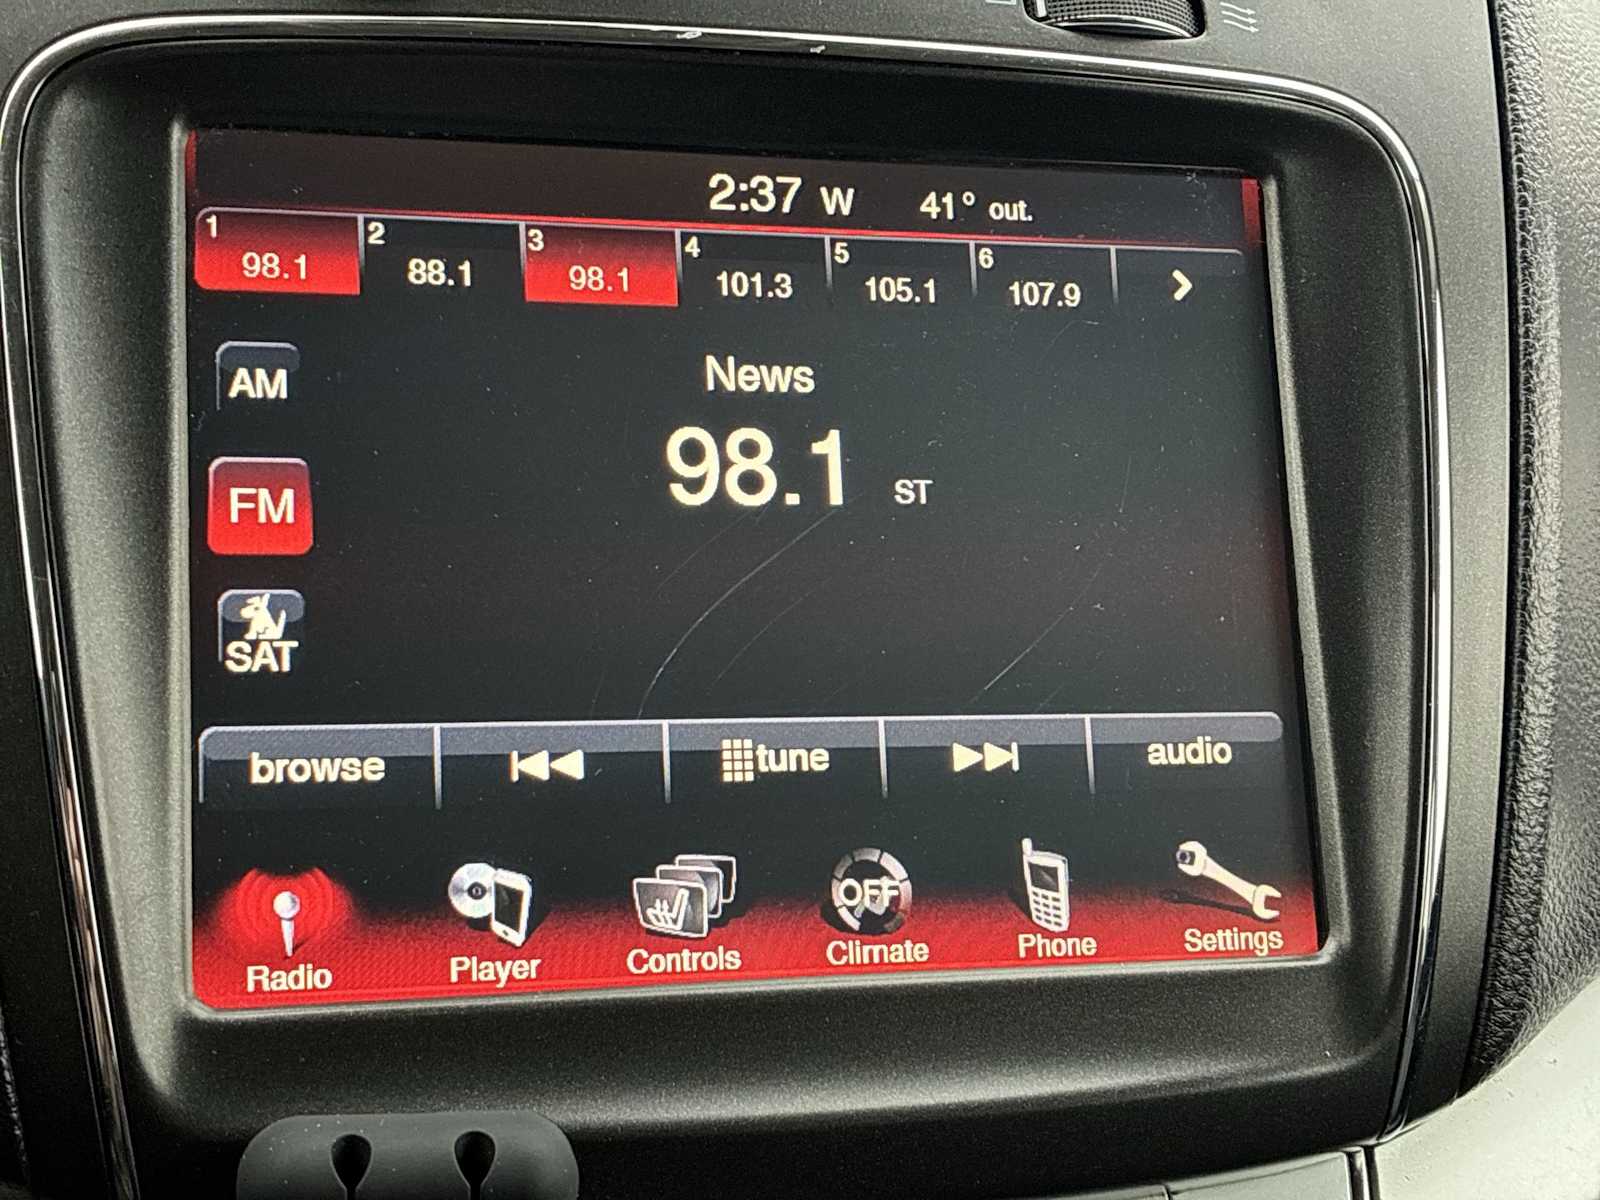 2:37 W 41° out.
1 2 3 4 5 6
98.1 88.1 98.1 101.3 105.1 107.9
AM
News
98.1 ST
FM
SAT
browse tune audio
OFF
Radio Player Controls Climate Phone Settings